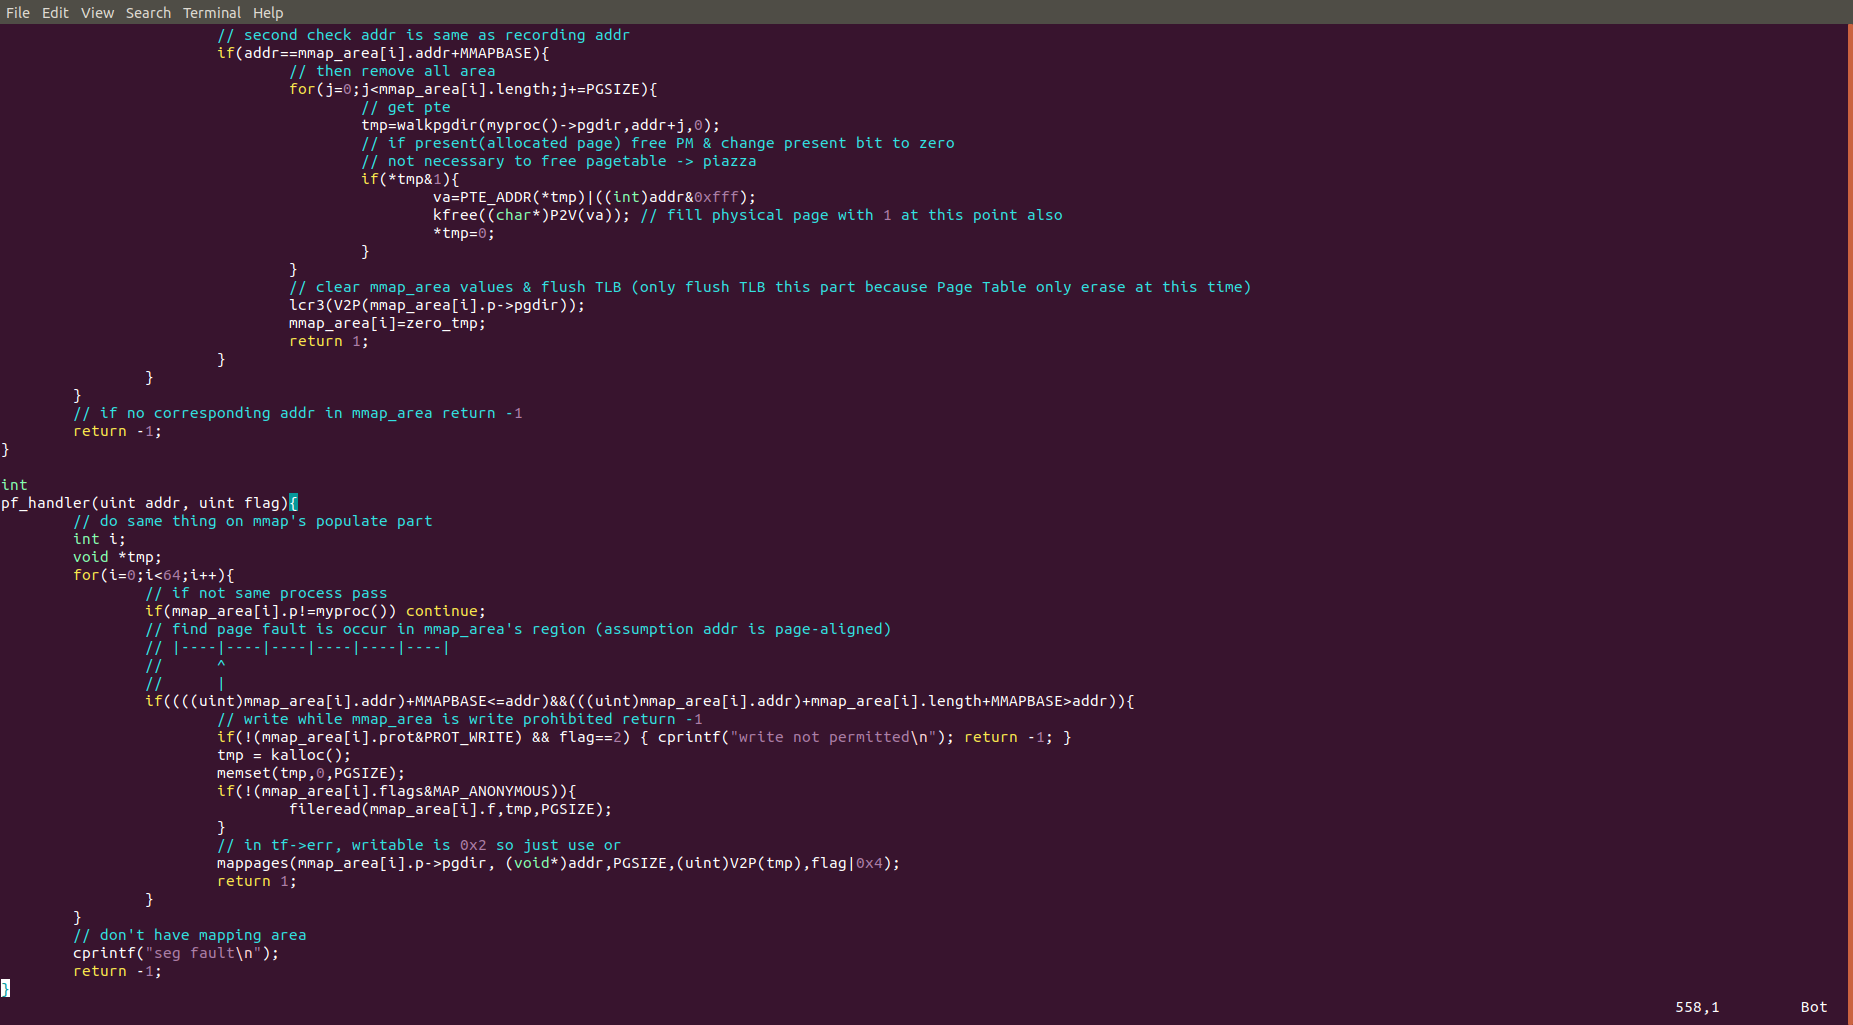 File Edit View Search Terminal Help
// second check addr is same as recording addr
if(addr==mmap_area[i].addr+MMAPBASE){
// then remove all area
for(j=0;j<mmap_area[i].length;j+=PGSIZE){
// get pte
tmp=walkpgdir(myproc()->pgdir,addr+j,0);
// if present(allocated page) free PM & change present bit to zero
// not necessary to free pagetable -> piazza
if(*tmp&1){
va=PTE_ADDR(*tmp)|((int)addr&0xfff);
kfree((char*)P2V(va)); // fill physical page with 1 at this point also
*tmp=0;
}
}
// clear mmap_area values & flush TLB (only flush TLB this part because Page Table only erase at this time)
lcr3(V2P(mmap_area[i].p->pgdir));
mmap_area[i]=zero_tmp;
return 1;
}
}
}
// if no corresponding addr in mmap_area return -1
return -1;
}
int
pf_handler(uint addr, uint flag){
// do same thing on mmap's populate part
int i;
void *tmp;
for(i=0;i<64;i++){
// if not same process pass
if(mmap_area[i].p!=myproc()) continue;
// find page fault is occur in mmap_area's region (assumption addr is page-aligned)
// |----|----|----|----|----|----|
// ^
// |
if((((uint)mmap_area[i].addr)+MMAPBASE<=addr)&&(((uint)mmap_area[i].addr)+mmap_area[i].length+MMAPBASE>addr)){
// write while mmap_area is write prohibited return -1
if(!(mmap_area[i].prot&PROT_WRITE) && flag==2) { cprintf("write not permitted\n"); return -1; }
tmp = kalloc();
memset(tmp,0,PGSIZE);
if(!(mmap_area[i].flags&MAP_ANONYMOUS)){
fileread(mmap_area[i].f,tmp,PGSIZE);
}
// in tf->err, writable is 0x2 so just use or
mappages(mmap_area[i].p->pgdir, (void*)addr,PGSIZE,(uint)V2P(tmp),flag|0x4);
return 1;
}
}
// don't have mapping area
cprintf("seg fault\n");
return -1;
}
558,1 Bot